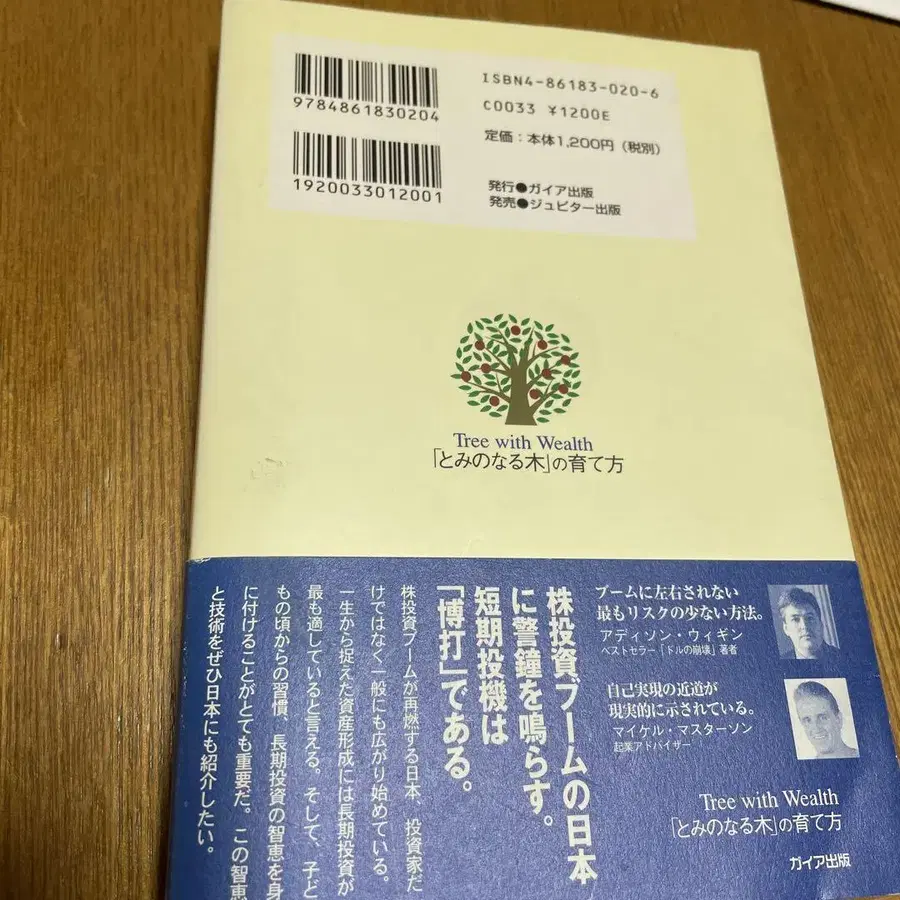 9784861830204
ISBN4-86183-020-6
C0033 ¥1200E
定価：本体1,200円（税別）
1920033012001
発行●ガイア出版
発売●ジュピター出版
Tree with Wealth
「とみのなる木」の育て方
ブームに左右されない
最もリスクの少ない方法。
アディソン・ウィギン
ベストセラー「ドルの崩壊」著者
自己実現の近道が
現実的に示されている。
マイケル・マスターソン
起業アドバイザー
Tree with Wealth
「とみのなる木」の育て方
ガイア出版
株投資ブームの日本
に警鐘を鳴らす。
短期投機は
「博打」である。
株投資ブームが再燃する日本、投資家だ
けではなく一般にも広がり始めている。
一生から捉えた資産形成には長期投資が
最も適していると言える。そして、子ど
もの頃からの習慣、長期投資の智恵を身
に付けることがとても重要だ。この智恵
と技術をぜひ日本にも紹介したい。